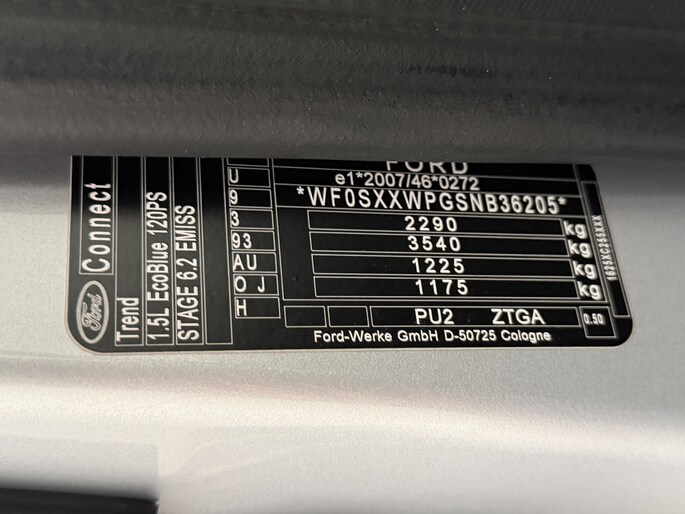 FORD
e1*2007/46*0272
*WF0SXXWPGSNB36205*
2290 kg
3540 kg
1225 kg
1175 kg
PU2 ZTGA 0.50
Ford-Werke GmbH D-50725 Cologne
U
9
3
93
AU
O J
H
Ford Connect
Trend
1.5L EcoBlue 120PS
STAGE 6.2 EMISS
1625XC255XXX